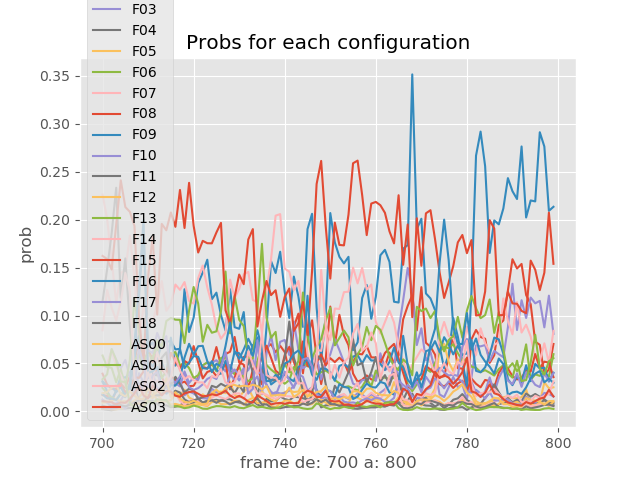 F03
F04
Probs for each configuration
F05
F06
F07
F08
F09
F10
F11
F12
F13
F14
F15
F16
F17
F18
AS00
AS01
AS02
AS03
0.35
0.30
0.25
0.20
0.15
0.10
0.05
0.00
prob
700 720 740 760 780 800
frame de: 700 a: 800